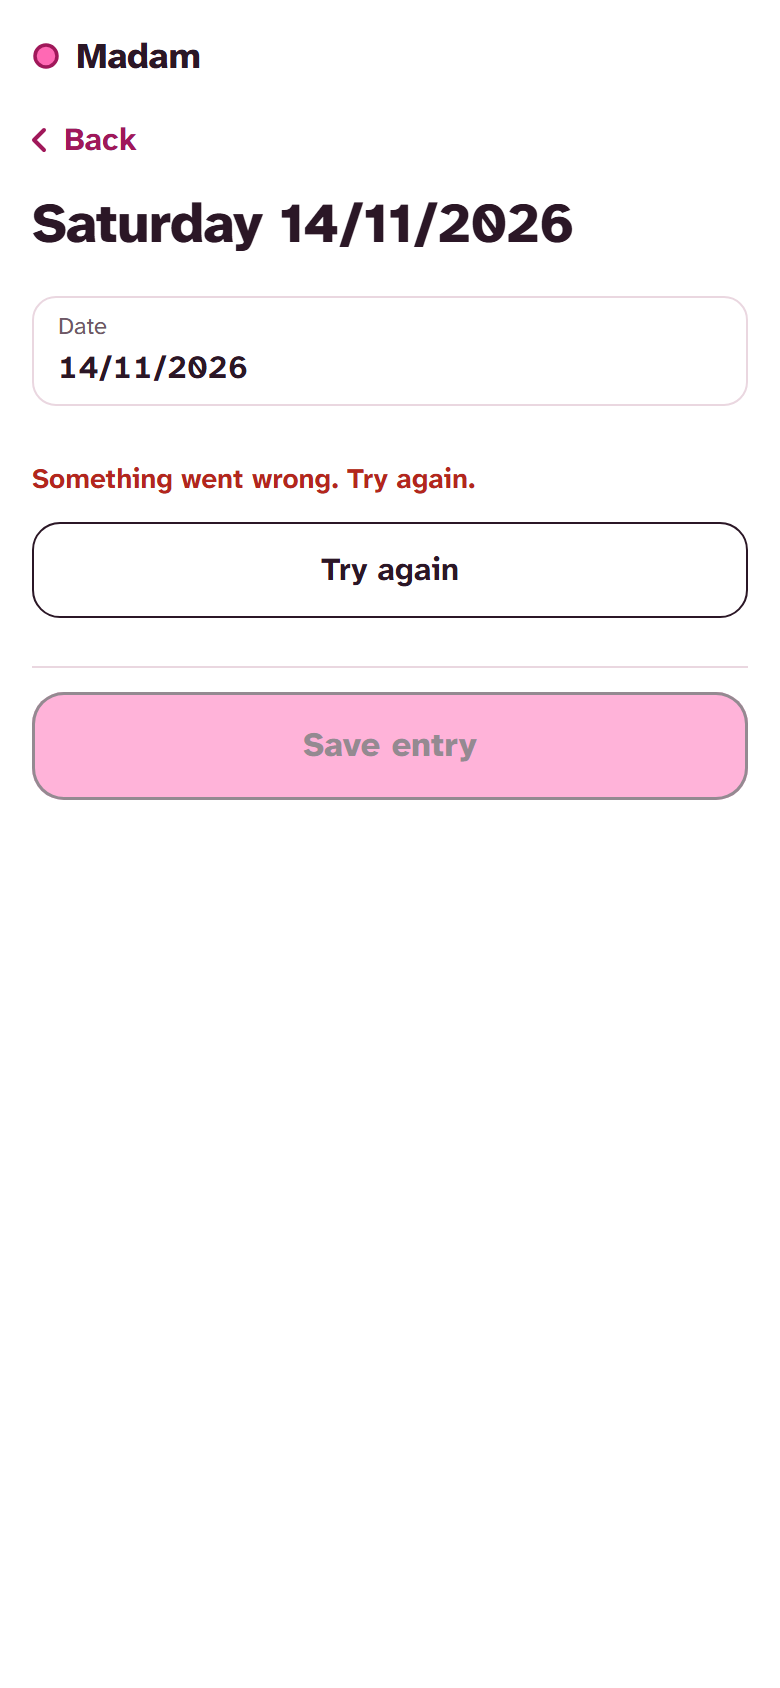 Madam
Back
Saturday 14/11/2026
Date
14/11/2026
Something went wrong. Try again.
Try again
Save entry